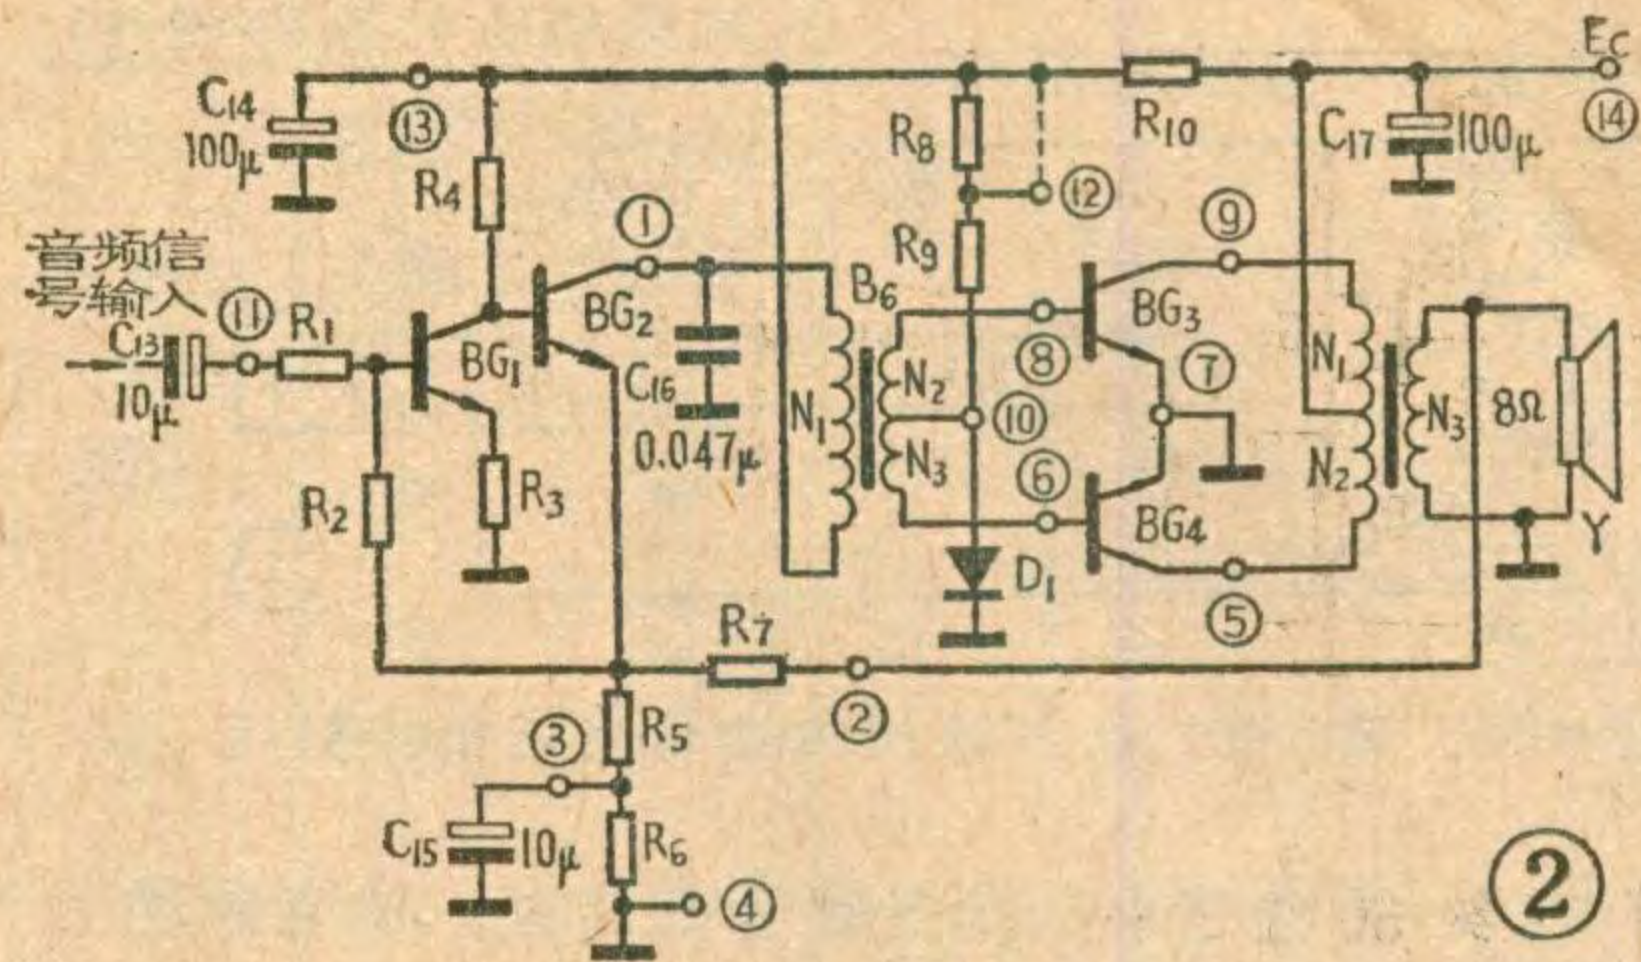 EC
⑭
C14
100μ
⑬
R4
R8
⑫
R10
C17
100μ
音频信
号输入
⑪
C13
10μ
R1
①
BG1
BG2
C16
0.047μ
R9
B6
⑨
BG3
⑧
⑦
N1
N2
⑩
N3
⑥
BG4
N1
N2
N3
8Ω
Y
R2
R3
D1
⑤
R7
②
③
R5
C15
10μ
R6
④
②